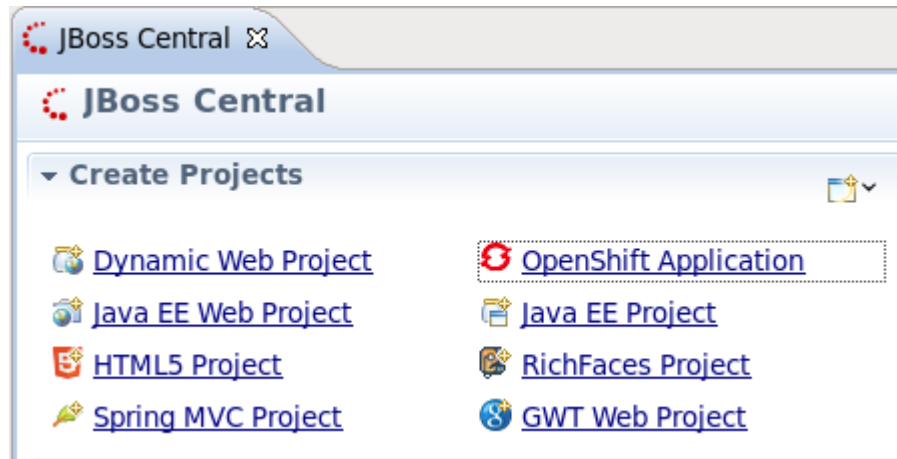 JBoss Central
JBoss Central
Create Projects
Dynamic Web Project
OpenShift Application
Java EE Web Project
Java EE Project
HTML5 Project
RichFaces Project
Spring MVC Project
GWT Web Project